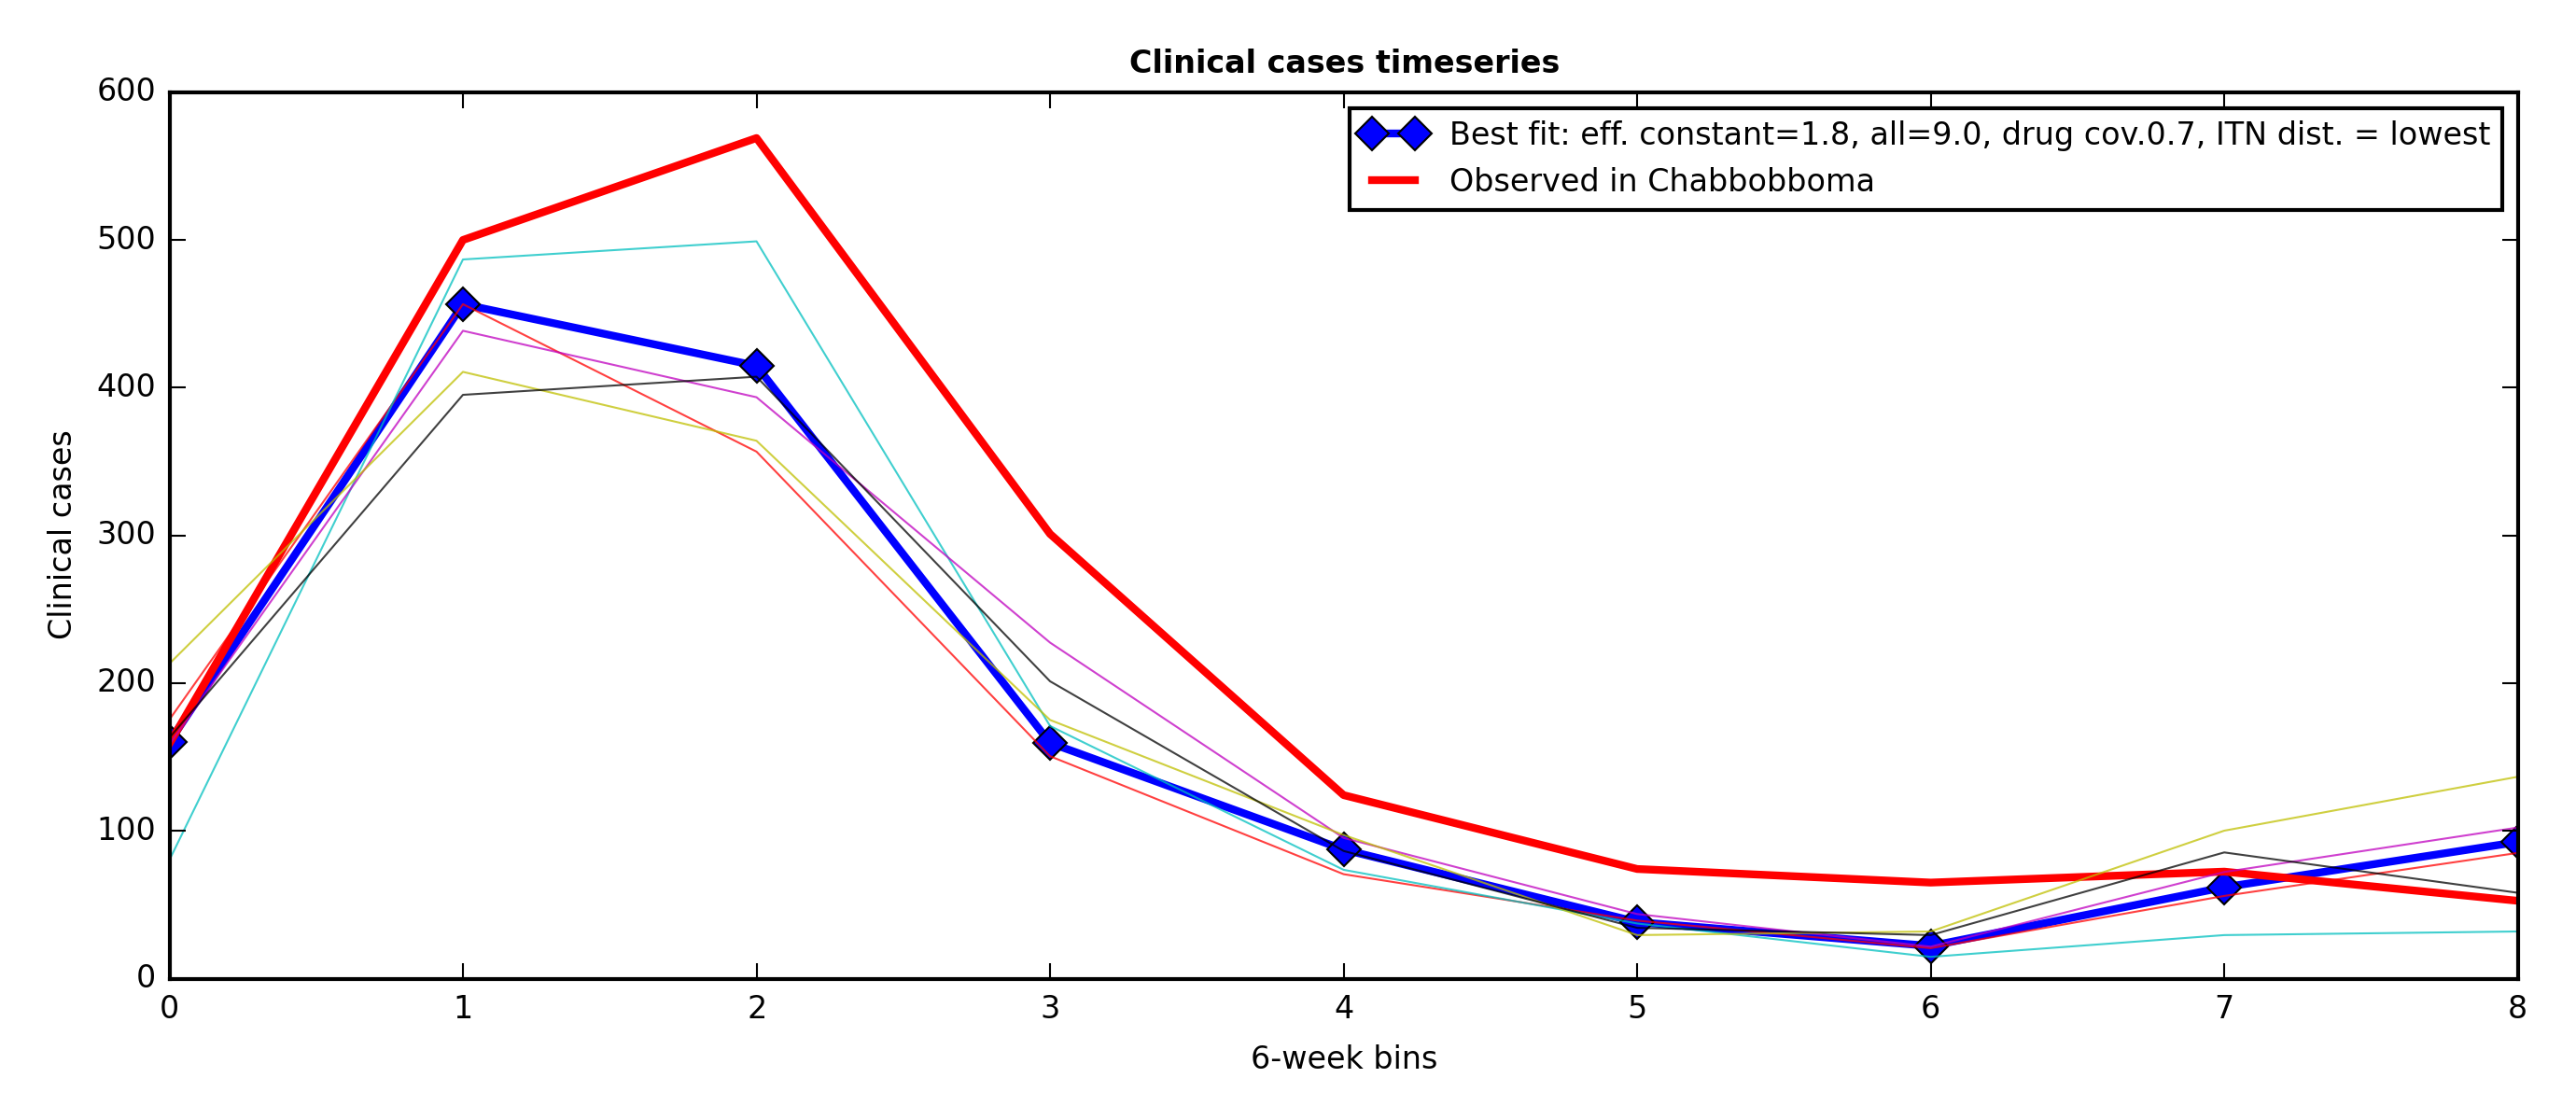 Clinical cases timeseries
600
500
400
300
200
100
0
Clinical cases
Best fit: eff. constant=1.8, all=9.0, drug cov.0.7, ITN dist. = lowest
Observed in Chabbobboma
0 1 2 3 4 5 6 7 8
6-week bins